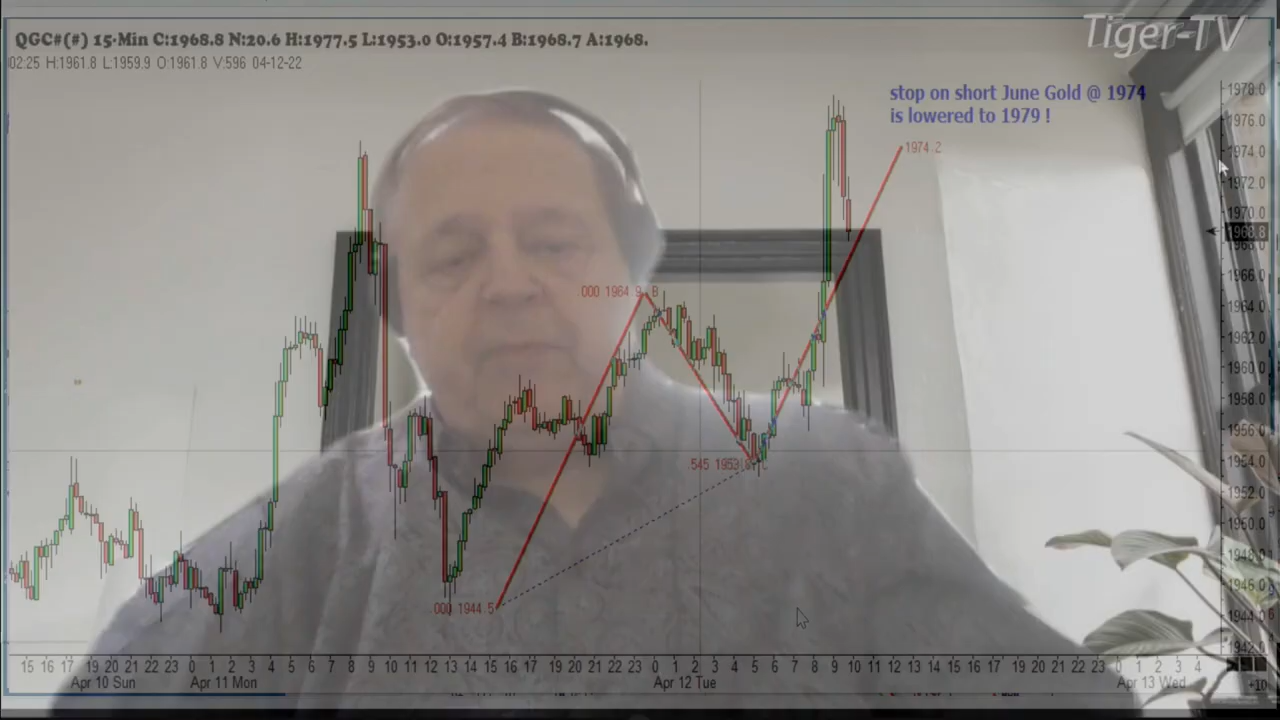 Tiger-TV
QGC#(#) 15-Min C:1968.8 N:20.6 H:1977.5 L:1953.0 O:1957.4 B:1968.7 A:1968.
02:25 H:1961.8 L:1959.9 O:1961.8 V:596 04-12-22
stop on short June Gold @ 1974
is lowered to 1979 !
1974.2
.000 1964.9 B
.545 1953
C
.000 1944.5
1978.0
1976.0
1974.0
1972.0
1970.0
1968.8
1966.0
1964.0
1962.0
1960.0
1958.0
1956.0
1954.0
1952.0
1950.0
1948.0
1946.0
1944.0
1942.0
15 16 17 19 20 21 22 23 0 1 2 3 4 5 6 7 8 9 10 11 12 13 14 15 16 17 19 20 21 22 23 0 1 2 3 4 5 6 7 8 9 10 11 12 13 14 15 16 17 19 20 21 22 23 0 1 2 3 4
Apr 10 Sun Apr 11 Mon Apr 12 Tue Apr 13 Wed
+10